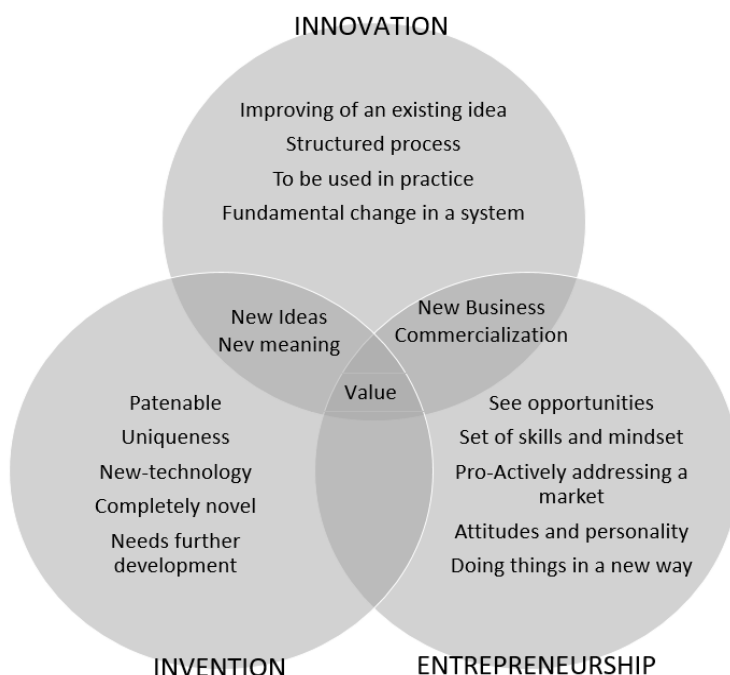 INNOVATION
Improving of an existing idea
Structured process
To be used in practice
Fundamental change in a system
New Ideas
Nev meaning
New Business
Commercialization
Value
Patenable
Uniqueness
New-technology
Completely novel
Needs further
development
See opportunities
Set of skills and mindset
Pro-Actively addressing a
market
Attitudes and personality
Doing things in a new way
INVENTION
ENTREPRENEURSHIP